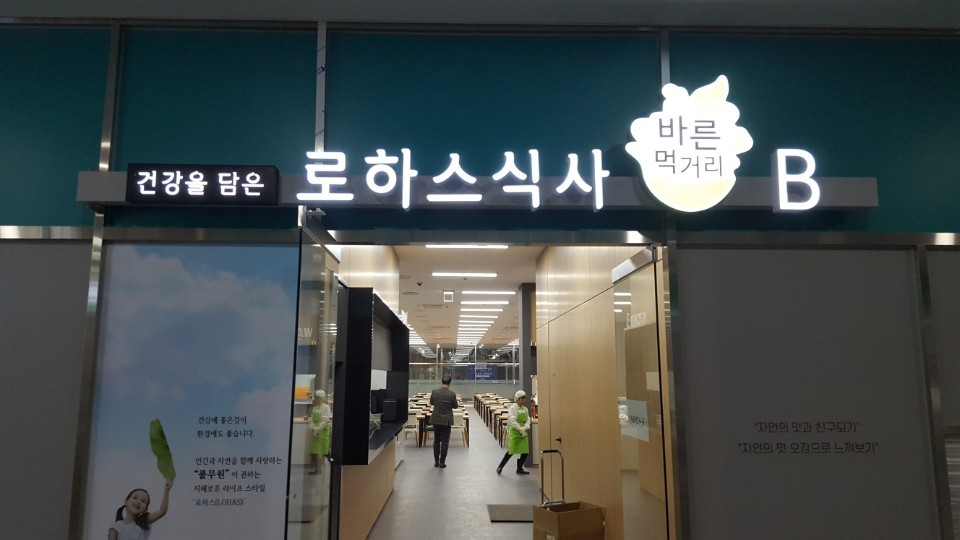 건강을 담은
로하스식사
바른
먹거리
B
건강에 좋은것이
환경에도 좋습니다.
인간과 자연을 함께 사랑하는
"풀무원" 이 권하는
지혜로운 라이프 스타일
'로하스(LOHAS)'
"자연의 맛과 친구되기"
"자연의 맛 오감으로 느껴보기"